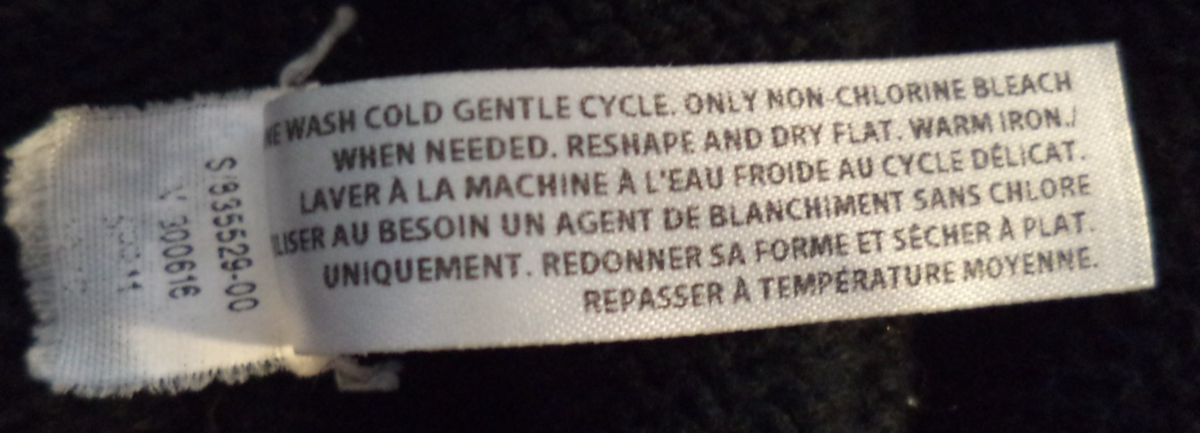 WASH COLD GENTLE CYCLE. ONLY NON-CHLORINE BLEACH
WHEN NEEDED. RESHAPE AND DRY FLAT. WARM IRON./
LAVER À LA MACHINE À L'EAU FROIDE AU CYCLE DÉLICAT.
AU BESOIN UN AGENT DE BLANCHIMENT SANS CHLORE
UNIQUEMENT. REDONNER SA FORME ET SÉCHER À PLAT.
REPASSER À TEMPÉRATURE MOYENNE.
300616